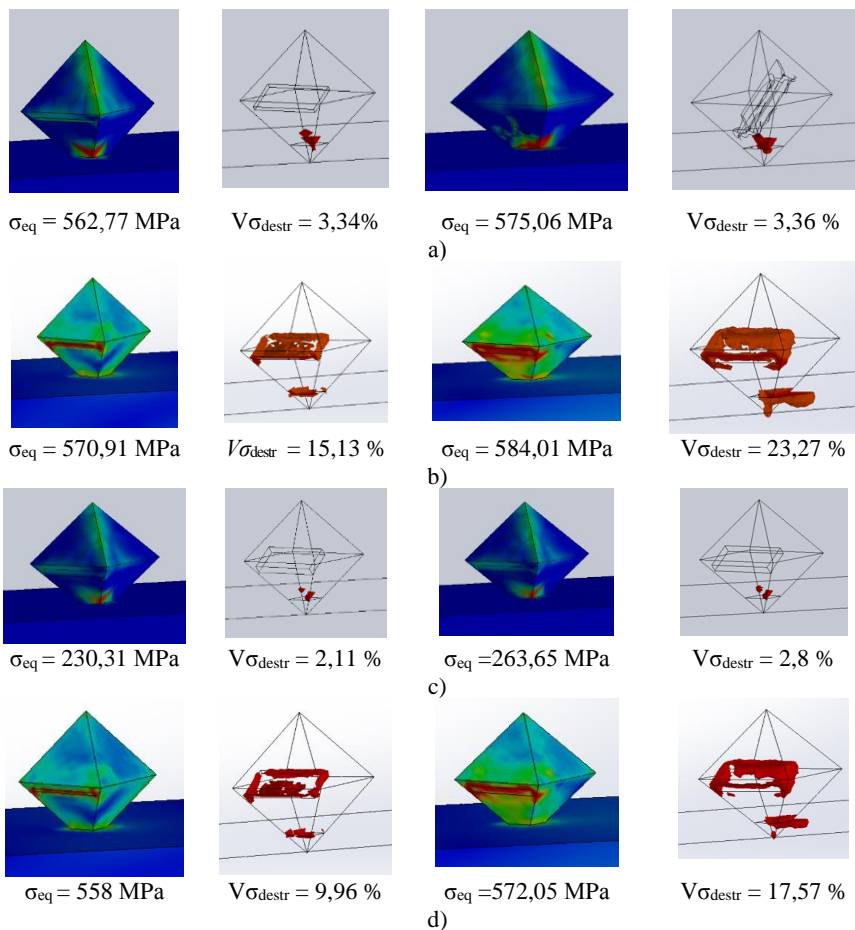 σeq = 562,77 MPa Vσdestr = 3,34% σeq = 575,06 MPa Vσdestr = 3,36 %
a)
σeq = 570,91 MPa Vσdestr = 15,13 % σeq = 584,01 MPa Vσdestr = 23,27 %
b)
σeq = 230,31 MPa Vσdestr = 2,11 % σeq =263,65 MPa Vσdestr = 2,8 %
c)
σeq = 558 MPa Vσdestr = 9,96 % σeq =572,05 MPa Vσdestr = 17,57 %
d)